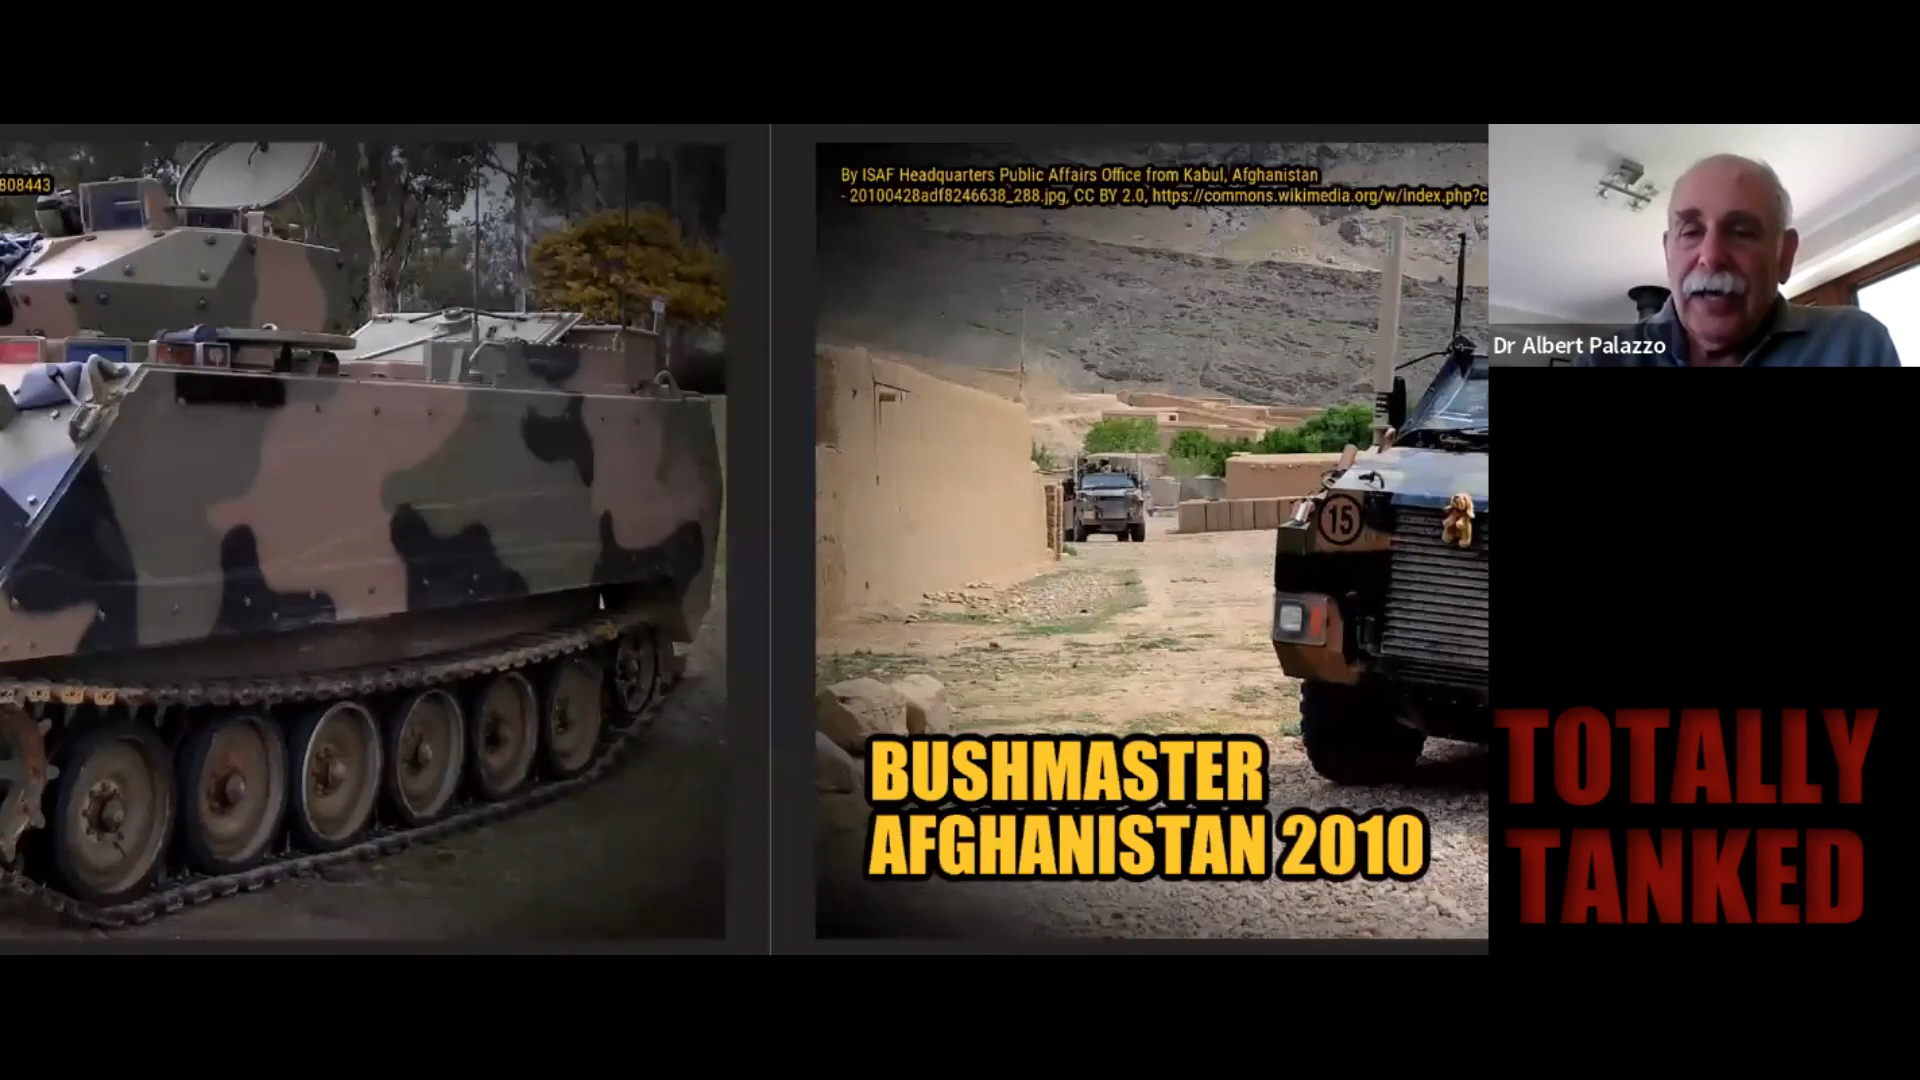 808443
By ISAF Headquarters Public Affairs Office from Kabul, Afghanistan
- 20100428adf8246638_288.jpg, CC BY 2.0, https://commons.wikimedia.org/w/index.php?c
15
BUSHMASTER
AFGHANISTAN 2010
Dr Albert Palazzo
TOTALLY
TANKED